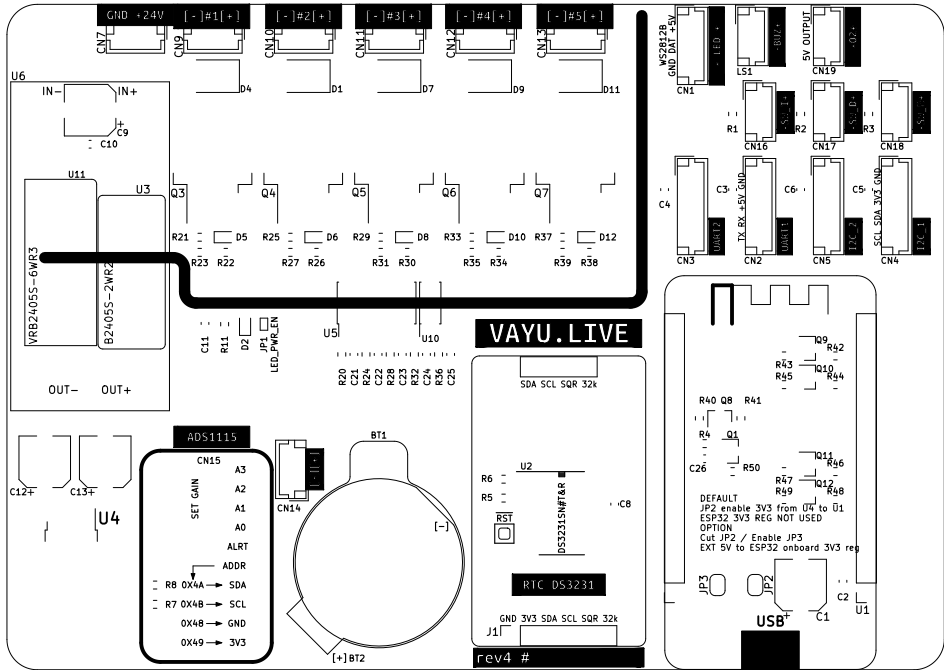 GND +24V
[-]#1[+]
[-]#2[+]
[-]#3[+]
[-]#4[+]
[-]#5[+]
CN7
CN9
CN10
CN11
CN12
CN13
WS2812B
GND DAT +5V
- LED +
CN1
LS1
-BUZ+
5V OUTPUT
-O2+
CN19
U6
IN-
IN+
C9
C10
D4
D1
D7
D9
D11
R1
CN16
R2
CN17
R3
CN18
U11
U3
VRB2405S-6WR3
B2405S-2WR2
OUT-
OUT+
Q3
Q4
Q5
Q6
Q7
R21
D5
R25
D6
R29
D8
R33
D10
R37
D12
R23
R22
R27
R26
R31
R30
R35
R34
R39
R38
C4
UART2
CN3
C3
TX RX +5V GND
UART1
CN2
C6
I2C_2
CN5
C5
SCL SDA 3V3 GND
I2C_1
CN4
C11
R11
D2
JP1
LED_PWR_EN
U5
U10
R20
C21
R24
C22
R28
C23
R32
C24
R36
C25
VAYU.LIVE
SDA SCL SQR 32k
Q9
R42
R43
Q10
R45
R44
R40
Q8
R41
R4
Q1
C26
R50
Q11
R46
R47
Q12
R49
R48
DEFAULT
JP2 enable 3V3 from U4 to U1
ESP32 3V3 REG NOT USED
OPTION
Cut JP2 / Enable JP3
EXT 5V to ESP32 onboard 3V3 reg
JP3
JP2
C1
C2
U1
USB
C12+
C13+
U4
ADS1115
CN15
SET GAIN
A3
A2
A1
A0
ALRT
ADDR
R8 0X4A
SDA
R7 0X4B
SCL
0X48
GND
0X49
3V3
CN14
BT1
[-]
[+]
BT2
U2
R6
R5
RST
DS3231SN#T&R
C8
RTC DS3231
GND 3V3 SDA SCL SQR 32K
J1
rev4 #